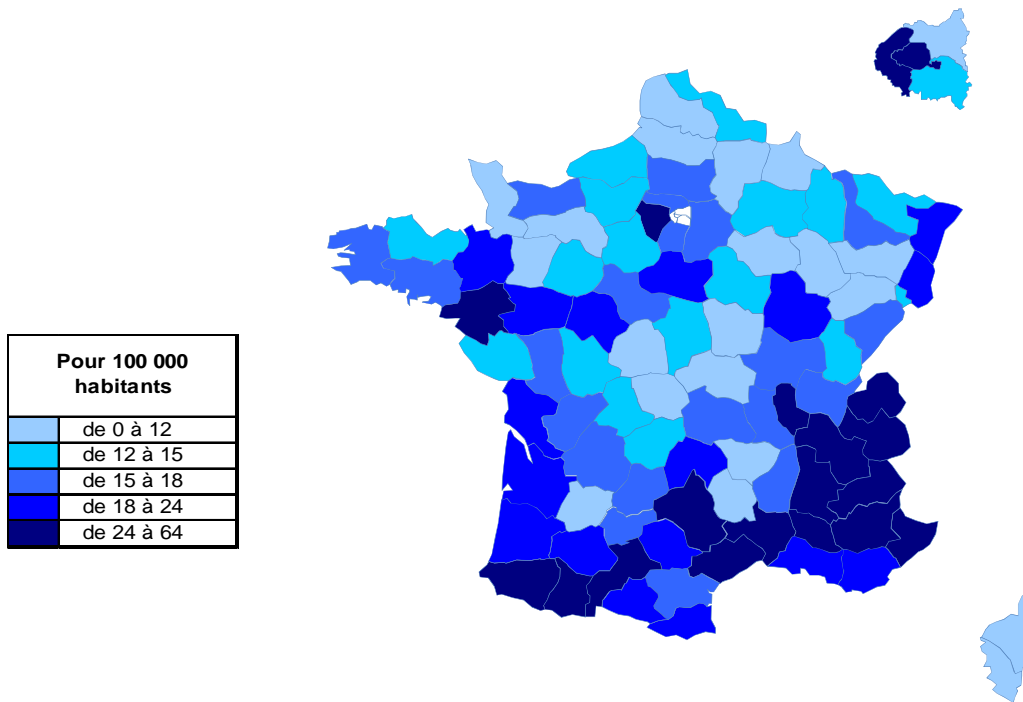 Pour 100 000
habitants
de 0 à 12
de 12 à 15
de 15 à 18
de 18 à 24
de 24 à 64